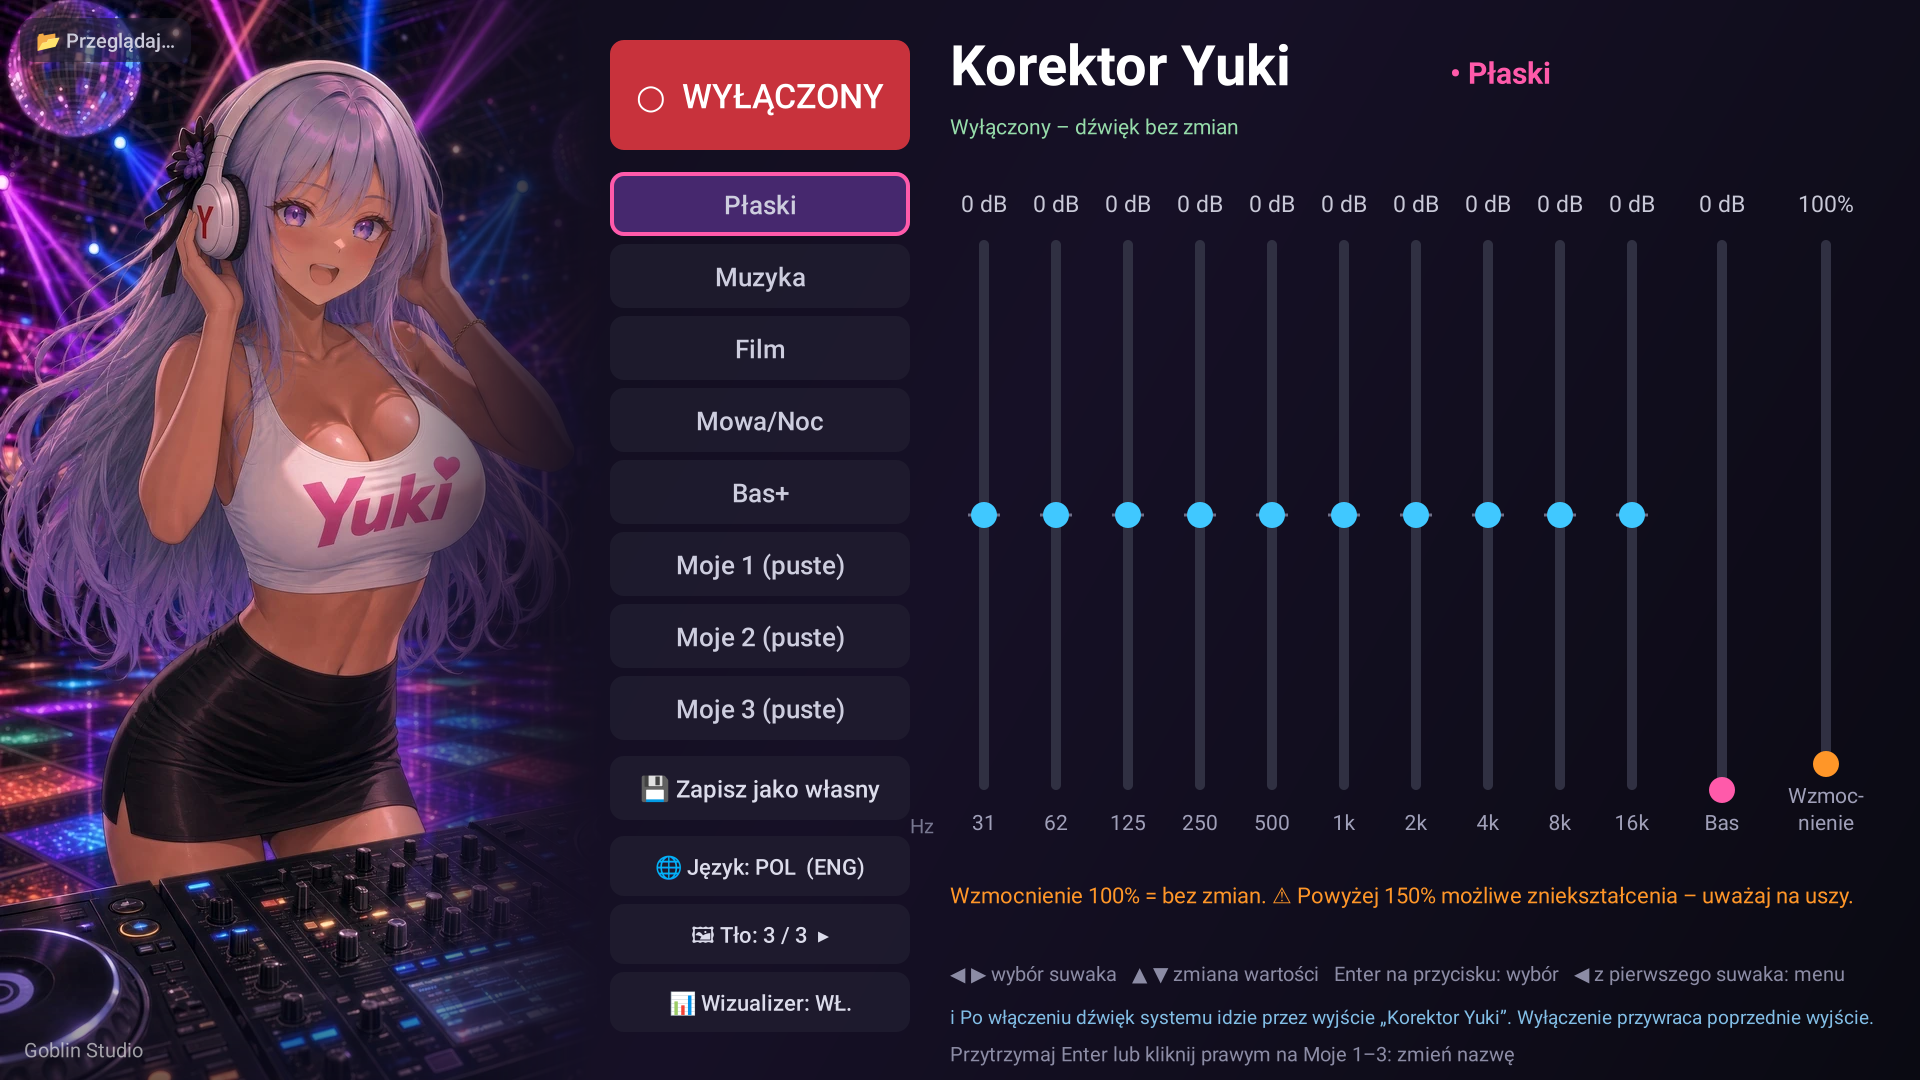 📂 Przeglądaj...
Y
Yuki
Goblin Studio
○ WYŁĄCZONY
Płaski
Muzyka
Film
Mowa/Noc
Bas+
Moje 1 (puste)
Moje 2 (puste)
Moje 3 (puste)
💾 Zapisz jako własny
🌐 Język: POL (ENG)
🖼 Tło: 3 / 3 ▸
📊 Wizualizer: WŁ.
Korektor Yuki
• Płaski
Wyłączony – dźwięk bez zmian
0 dB 0 dB 0 dB 0 dB 0 dB 0 dB 0 dB 0 dB 0 dB 0 dB 0 dB 100%
Hz 31 62 125 250 500 1k 2k 4k 8k 16k Bas Wzmoc-
nienie
Wzmocnienie 100% = bez zmian. ⚠ Powyżej 150% możliwe zniekształcenia – uważaj na uszy.
◀ ▶ wybór suwaka ▲ ▼ zmiana wartości Enter na przycisku: wybór ◀ z pierwszego suwaka: menu
i Po włączeniu dźwięk systemu idzie przez wyjście „Korektor Yuki”. Wyłączenie przywraca poprzednie wyjście.
Przytrzymaj Enter lub kliknij prawym na Moje 1–3: zmień nazwę